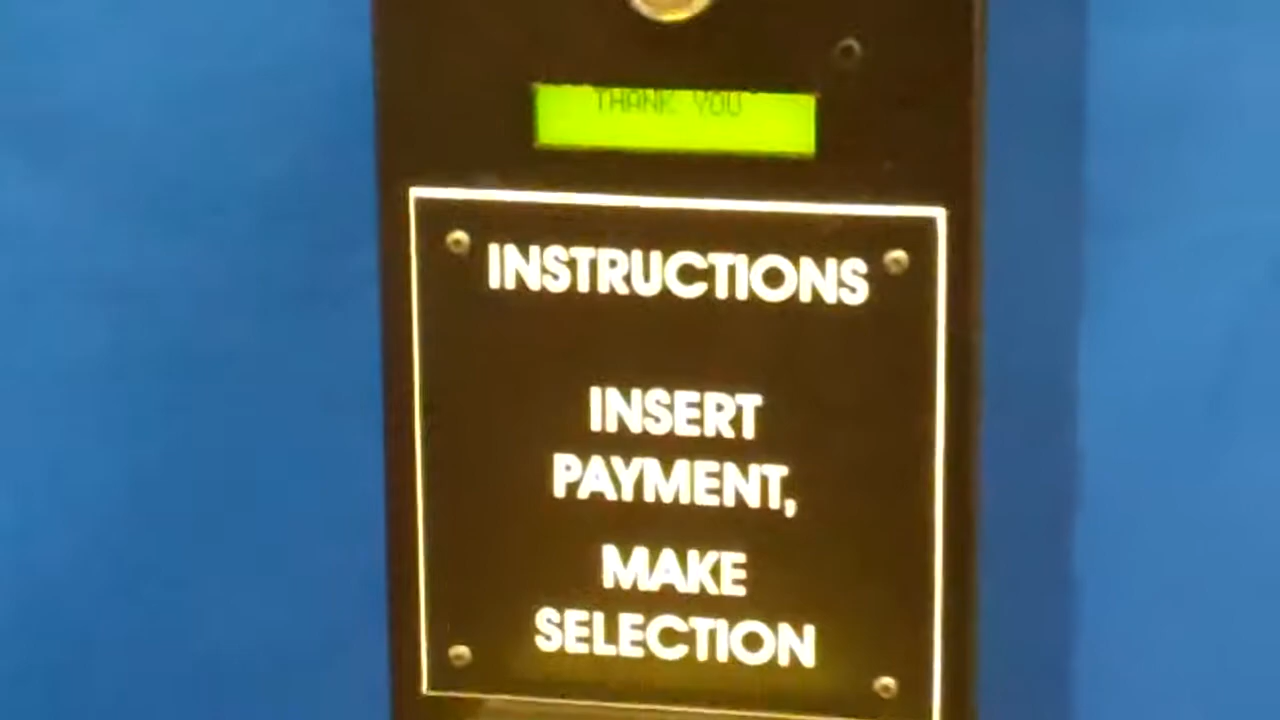 THANK YOU
INSTRUCTIONS
INSERT
PAYMENT,
MAKE
SELECTION